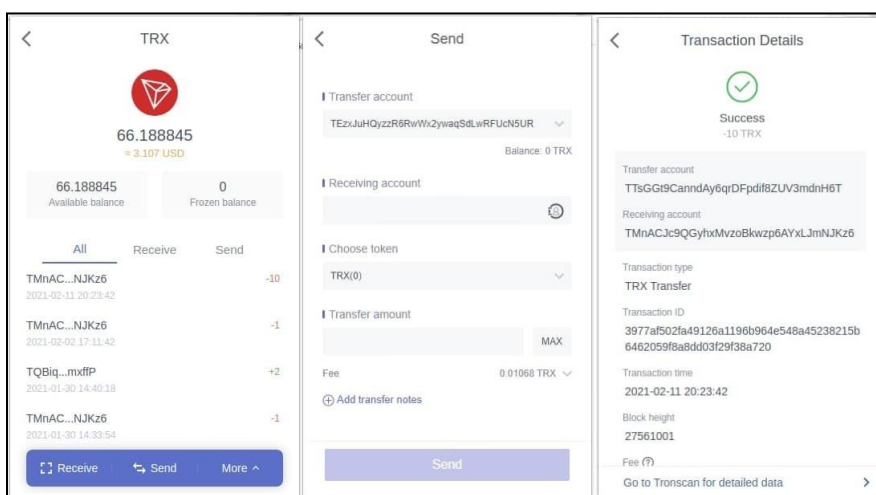 TRX
66.188845
≈ 3.107 USD
66.188845
Available balance
0
Frozen balance
All
Receive
Send
TMnAC...NJKz6
-10
2021-02-11 20:23:42
TMnAC...NJKz6
-1
2021-02-02 17:11:42
TQBiq...mxffP
+2
2021-01-30 14:40:18
TMnAC...NJKz6
-1
2021-01-30 14:33:54
Receive
Send
More
Send
Transfer account
TEzxJuHQyzzR6RwWx2ywaqSdLwRFUcN5UR
Balance: 0 TRX
Receiving account
Choose token
TRX(0)
Transfer amount
MAX
Fee
0.01068 TRX
Add transfer notes
Send
Transaction Details
Success
-10 TRX
Transfer account
TTsGGt9CanndAy6qrDFpdif8ZUV3mdnH6T
Receiving account
TMnACJc9QGyhxMvzoBkwzp6AYxLJmNJKz6
Transaction type
TRX Transfer
Transaction ID
3977af502fa49126a1196b964e548a45238215b
6462059f8a8dd03f29f38a720
Transaction time
2021-02-11 20:23:42
Block height
27561001
Fee
Go to Tronscan for detailed data